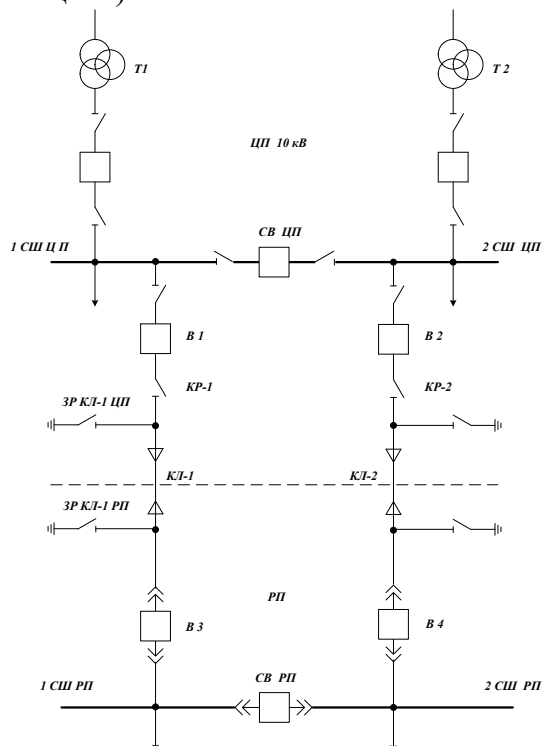 T1
T 2
ЦП 10 кВ
СВ ЦП
1 СШ Ц П
2 СШ ЦП
В 1
В 2
КР-1
КР-2
ЗР КЛ-1 ЦП
КЛ-1
КЛ-2
ЗР КЛ-1 РП
РП
В 3
В 4
СВ РП
1 СШ РП
2 СШ РП